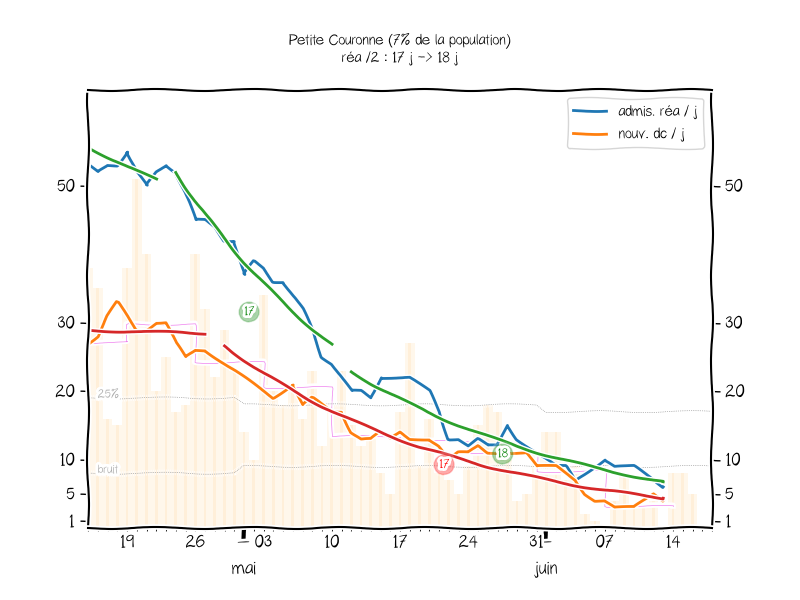 Petite Couronne (7% de la population)
réa /2 : 17 j -> 18 j
admis. réa / j
nouv. dc / j
50
50
30
30
17
20
20
25%
10
10
18
17
bruit
5
5
1
1
19 26 03 10 17 24 31 07 14
mai juin